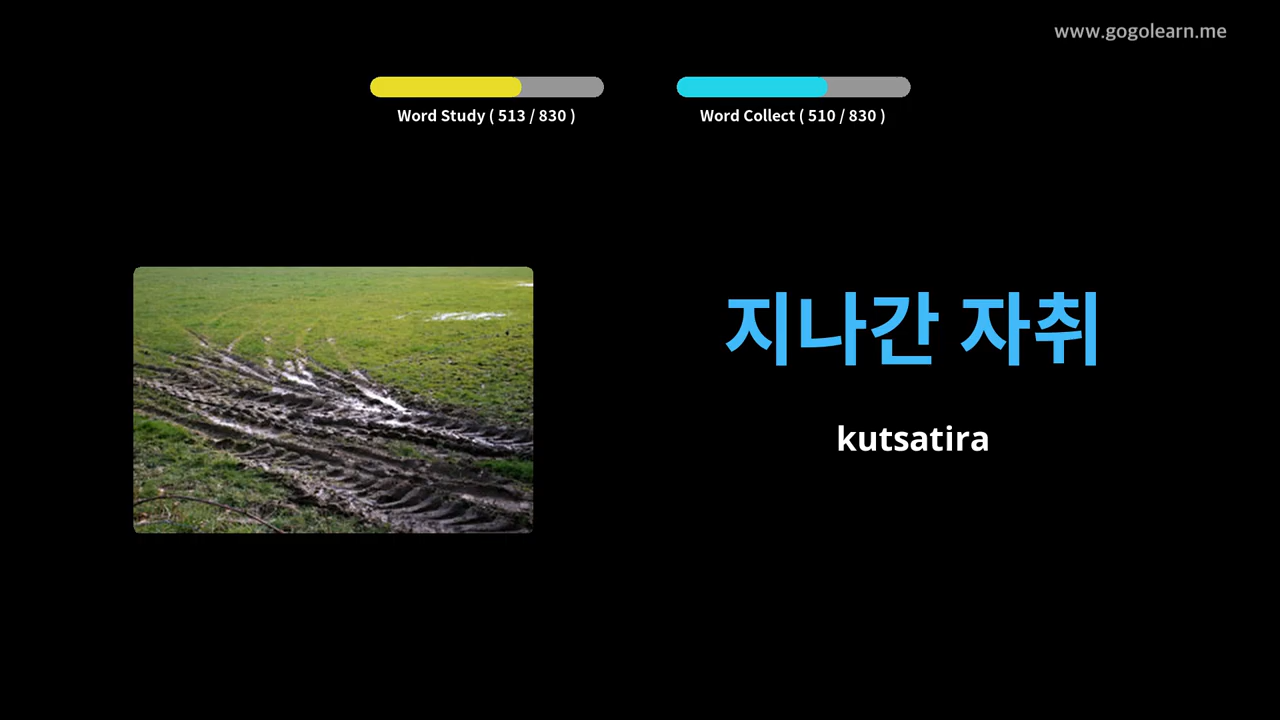 www.gogolearn.me
Word Study ( 513 / 830 )
Word Collect ( 510 / 830 )
지나간 자취
kutsatira